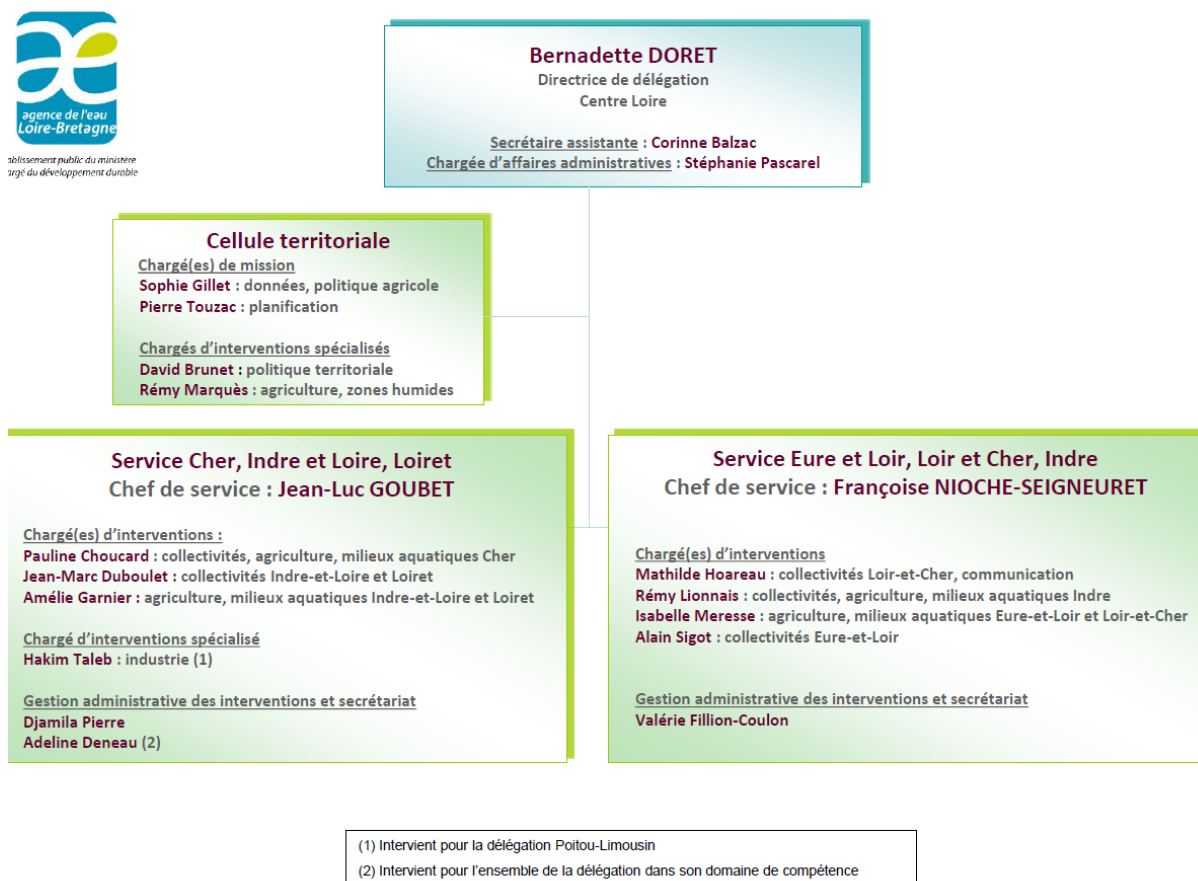 agence de l'eau
Loire-Bretagne
ablissement public du ministère
argé du développement durable
Bernadette DORET
Directrice de délégation
Centre Loire
Secrétaire assistante : Corinne Balzac
Chargée d'affaires administratives : Stéphanie Pascarel
Cellule territoriale
Chargé(es) de mission
Sophie Gillet : données, politique agricole
Pierre Touzac : planification
Chargés d'interventions spécialisés
David Brunet : politique territoriale
Rémy Marquès : agriculture, zones humides
Service Cher, Indre et Loire, Loiret
Chef de service : Jean-Luc GOUBET
Chargé(es) d'interventions :
Pauline Choucard : collectivités, agriculture, milieux aquatiques Cher
Jean-Marc Duboulet : collectivités Indre-et-Loire et Loiret
Amélie Garnier : agriculture, milieux aquatiques Indre-et-Loire et Loiret
Chargé d'interventions spécialisé
Hakim Taleb : industrie (1)
Gestion administrative des interventions et secrétariat
Djamila Pierre
Adeline Deneau (2)
Service Eure et Loir, Loir et Cher, Indre
Chef de service : Françoise NIOCHE-SEIGNEURET
Chargé(es) d'interventions
Mathilde Hoareau : collectivités Loir-et-Cher, communication
Rémy Lionnais : collectivités, agriculture, milieux aquatiques Indre
Isabelle Meresse : agriculture, milieux aquatiques Eure-et-Loir et Loir-et-Cher
Alain Sigot : collectivités Eure-et-Loir
Gestion administrative des interventions et secrétariat
Valérie Fillion-Coulon
(1) Intervient pour la délégation Poitou-Limousin
(2) Intervient pour l'ensemble de la délégation dans son domaine de compétence